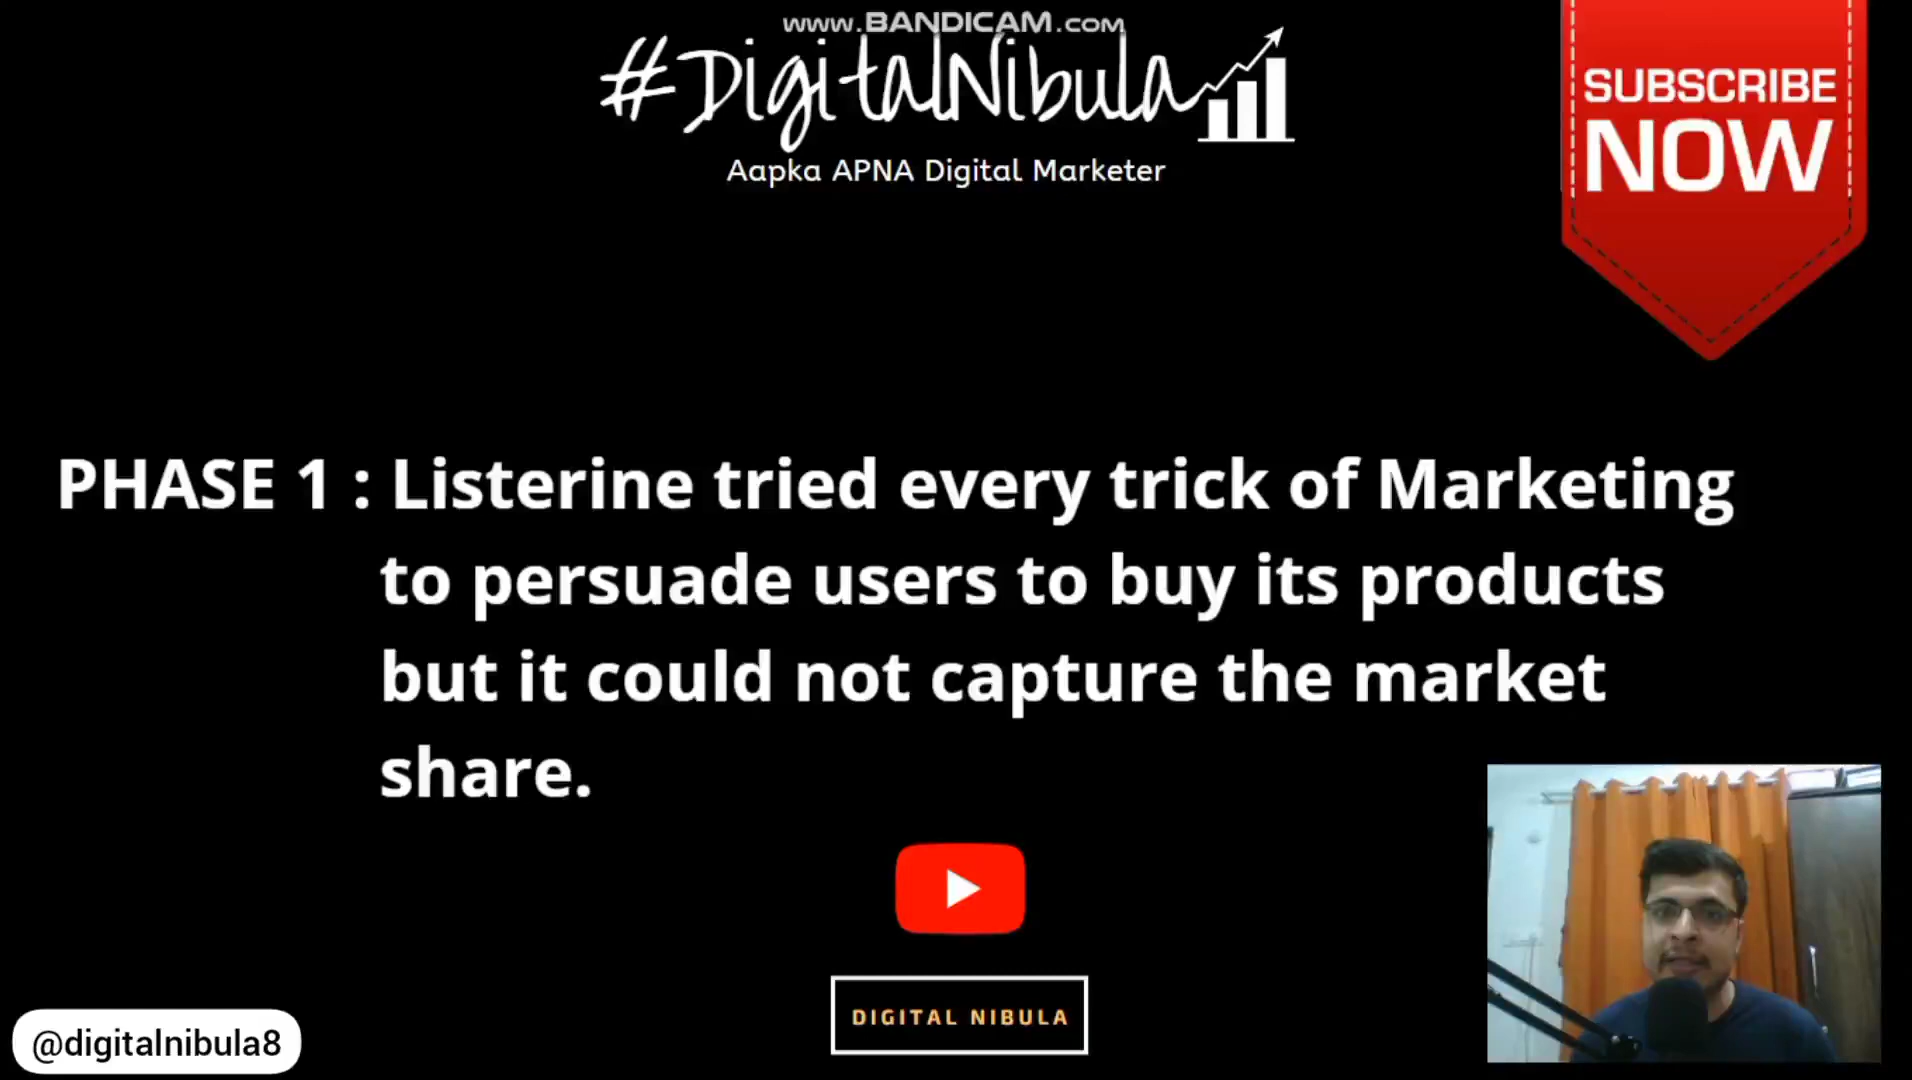 www.BANDICAM.com
#DigitalNibula
Aapka APNA Digital Marketer
SUBSCRIBE
NOW
PHASE 1 : Listerine tried every trick of Marketing
to persuade users to buy its products
but it could not capture the market
share.
DIGITAL NIBULA
@digitalnibula8